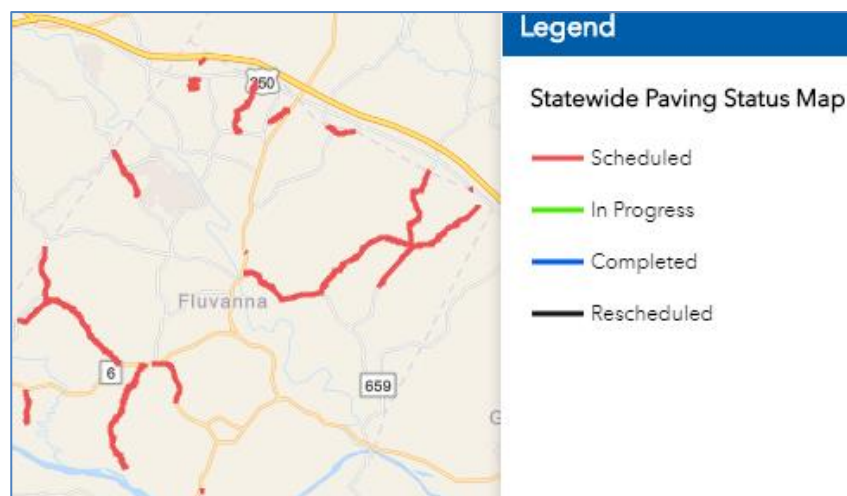 Legend
Statewide Paving Status Map
Scheduled
In Progress
Completed
Rescheduled
250
Fluvanna
6
659
G